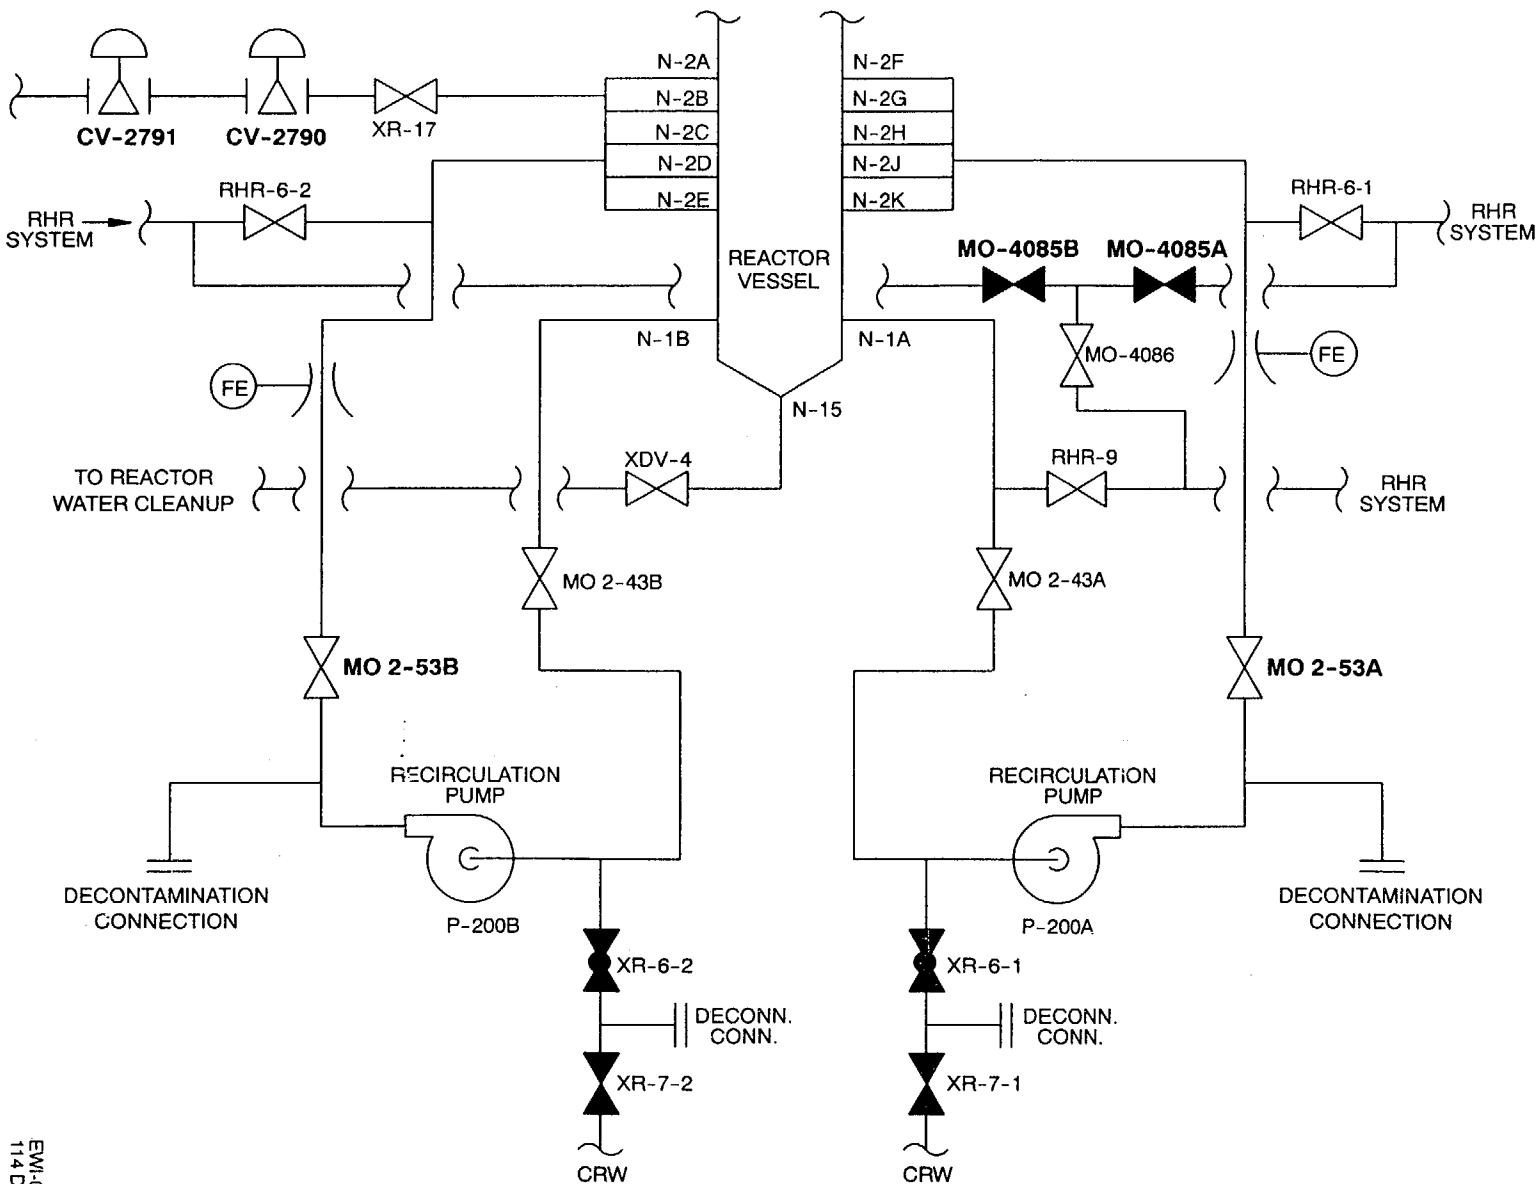 N-2A
N-2F
N-2B
N-2G
CV-2791
CV-2790
XR-17
N-2C
N-2H
N-2D
N-2J
N-2E
N-2K
RHR-6-2
RHR-6-1
RHR
SYSTEM
RHR
SYSTEM
REACTOR
VESSEL
MO-4085B
MO-4085A
N-1B
N-1A
MO-4086
FE
FE
N-15
TO REACTOR
WATER CLEANUP
XDV-4
RHR-9
RHR
SYSTEM
MO 2-43B
MO 2-43A
MO 2-53B
MO 2-53A
RECIRCULATION
PUMP
RECIRCULATION
PUMP
DECONTAMINATION
CONNECTION
DECONTAMINATION
CONNECTION
P-200B
P-200A
XR-6-2
XR-6-1
DECONN.
CONN.
DECONN.
CONN.
XR-7-2
XR-7-1
CRW
CRW